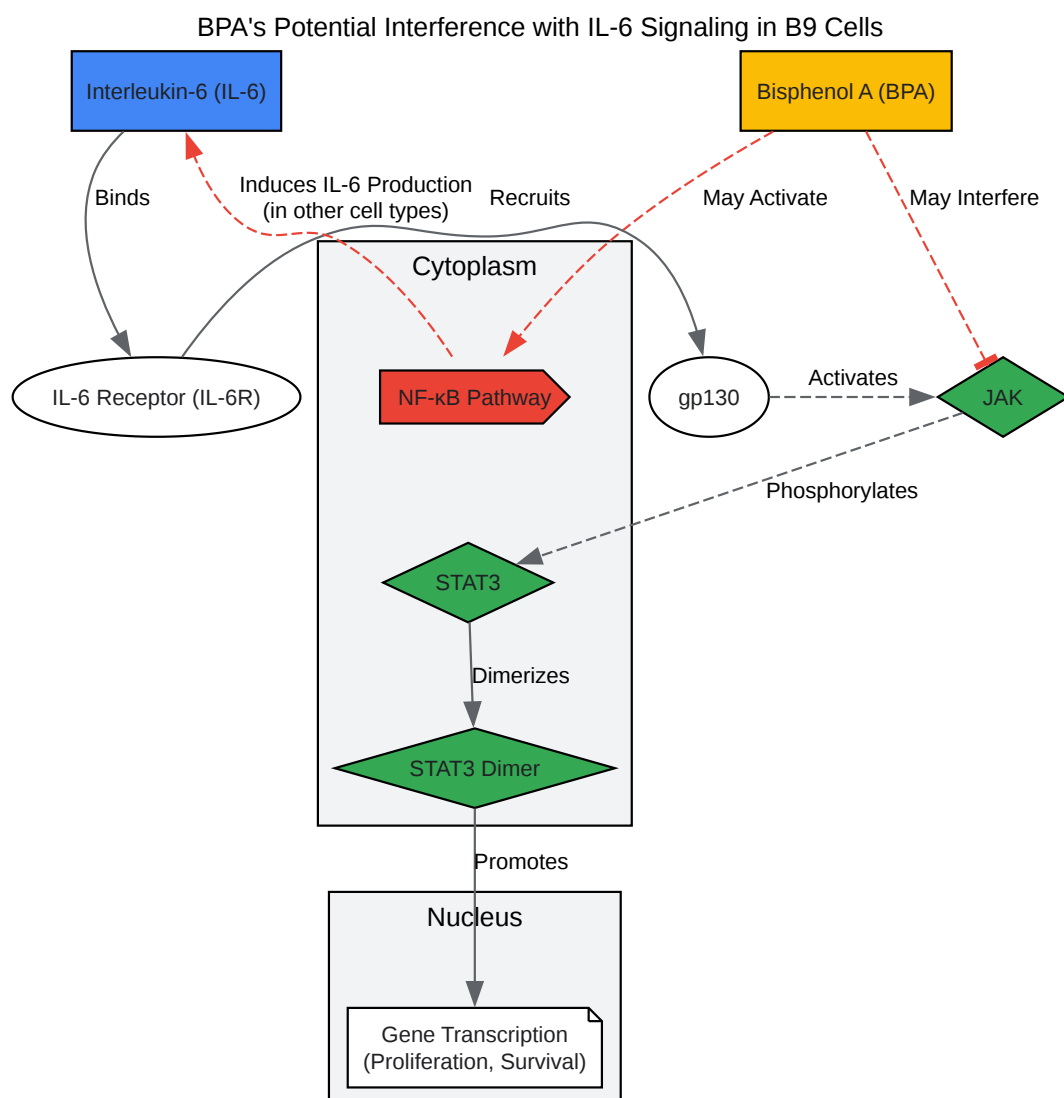 BPA's Potential Interference with IL-6 Signaling in B9 Cells
Interleukin-6 (IL-6)
Bisphenol A (BPA)
Binds
Induces IL-6 Production
(in other cell types)
Recruits
May Activate
May Interfere
Cytoplasm
IL-6 Receptor (IL-6R)
NF-κB Pathway
gp130
Activates
JAK
Phosphorylates
STAT3
Dimerizes
STAT3 Dimer
Promotes
Nucleus
Gene Transcription
(Proliferation, Survival)